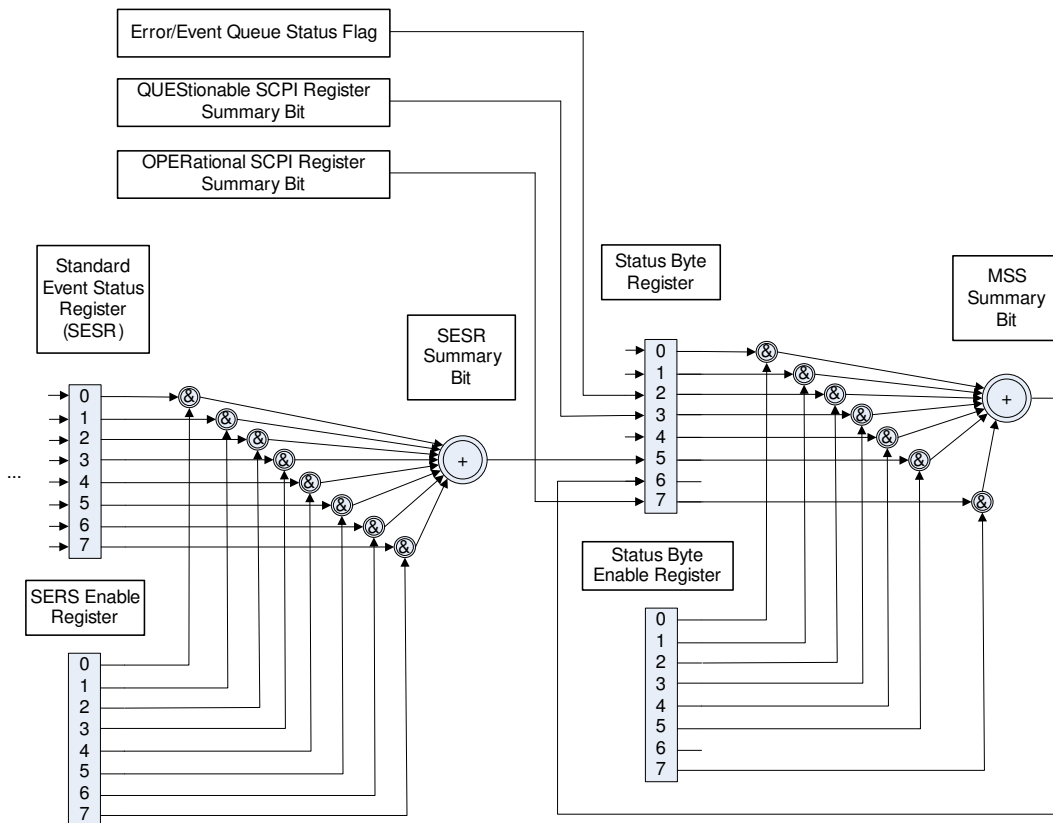 Error/Event Queue Status Flag
QUEStionable SCPI Register
Summary Bit
OPERational SCPI Register
Summary Bit
Standard
Event Status
Register
(SESR)
SESR
Summary
Bit
Status Byte
Register
MSS
Summary
Bit
...
0
1
2
3
4
5
6
7
&
&
&
&
&
&
&
&
+
0
1
2
3
4
5
6
7
&
&
&
&
&
&
&
+
SERS Enable
Register
0
1
2
3
4
5
6
7
Status Byte
Enable Register
0
1
2
3
4
5
6
7